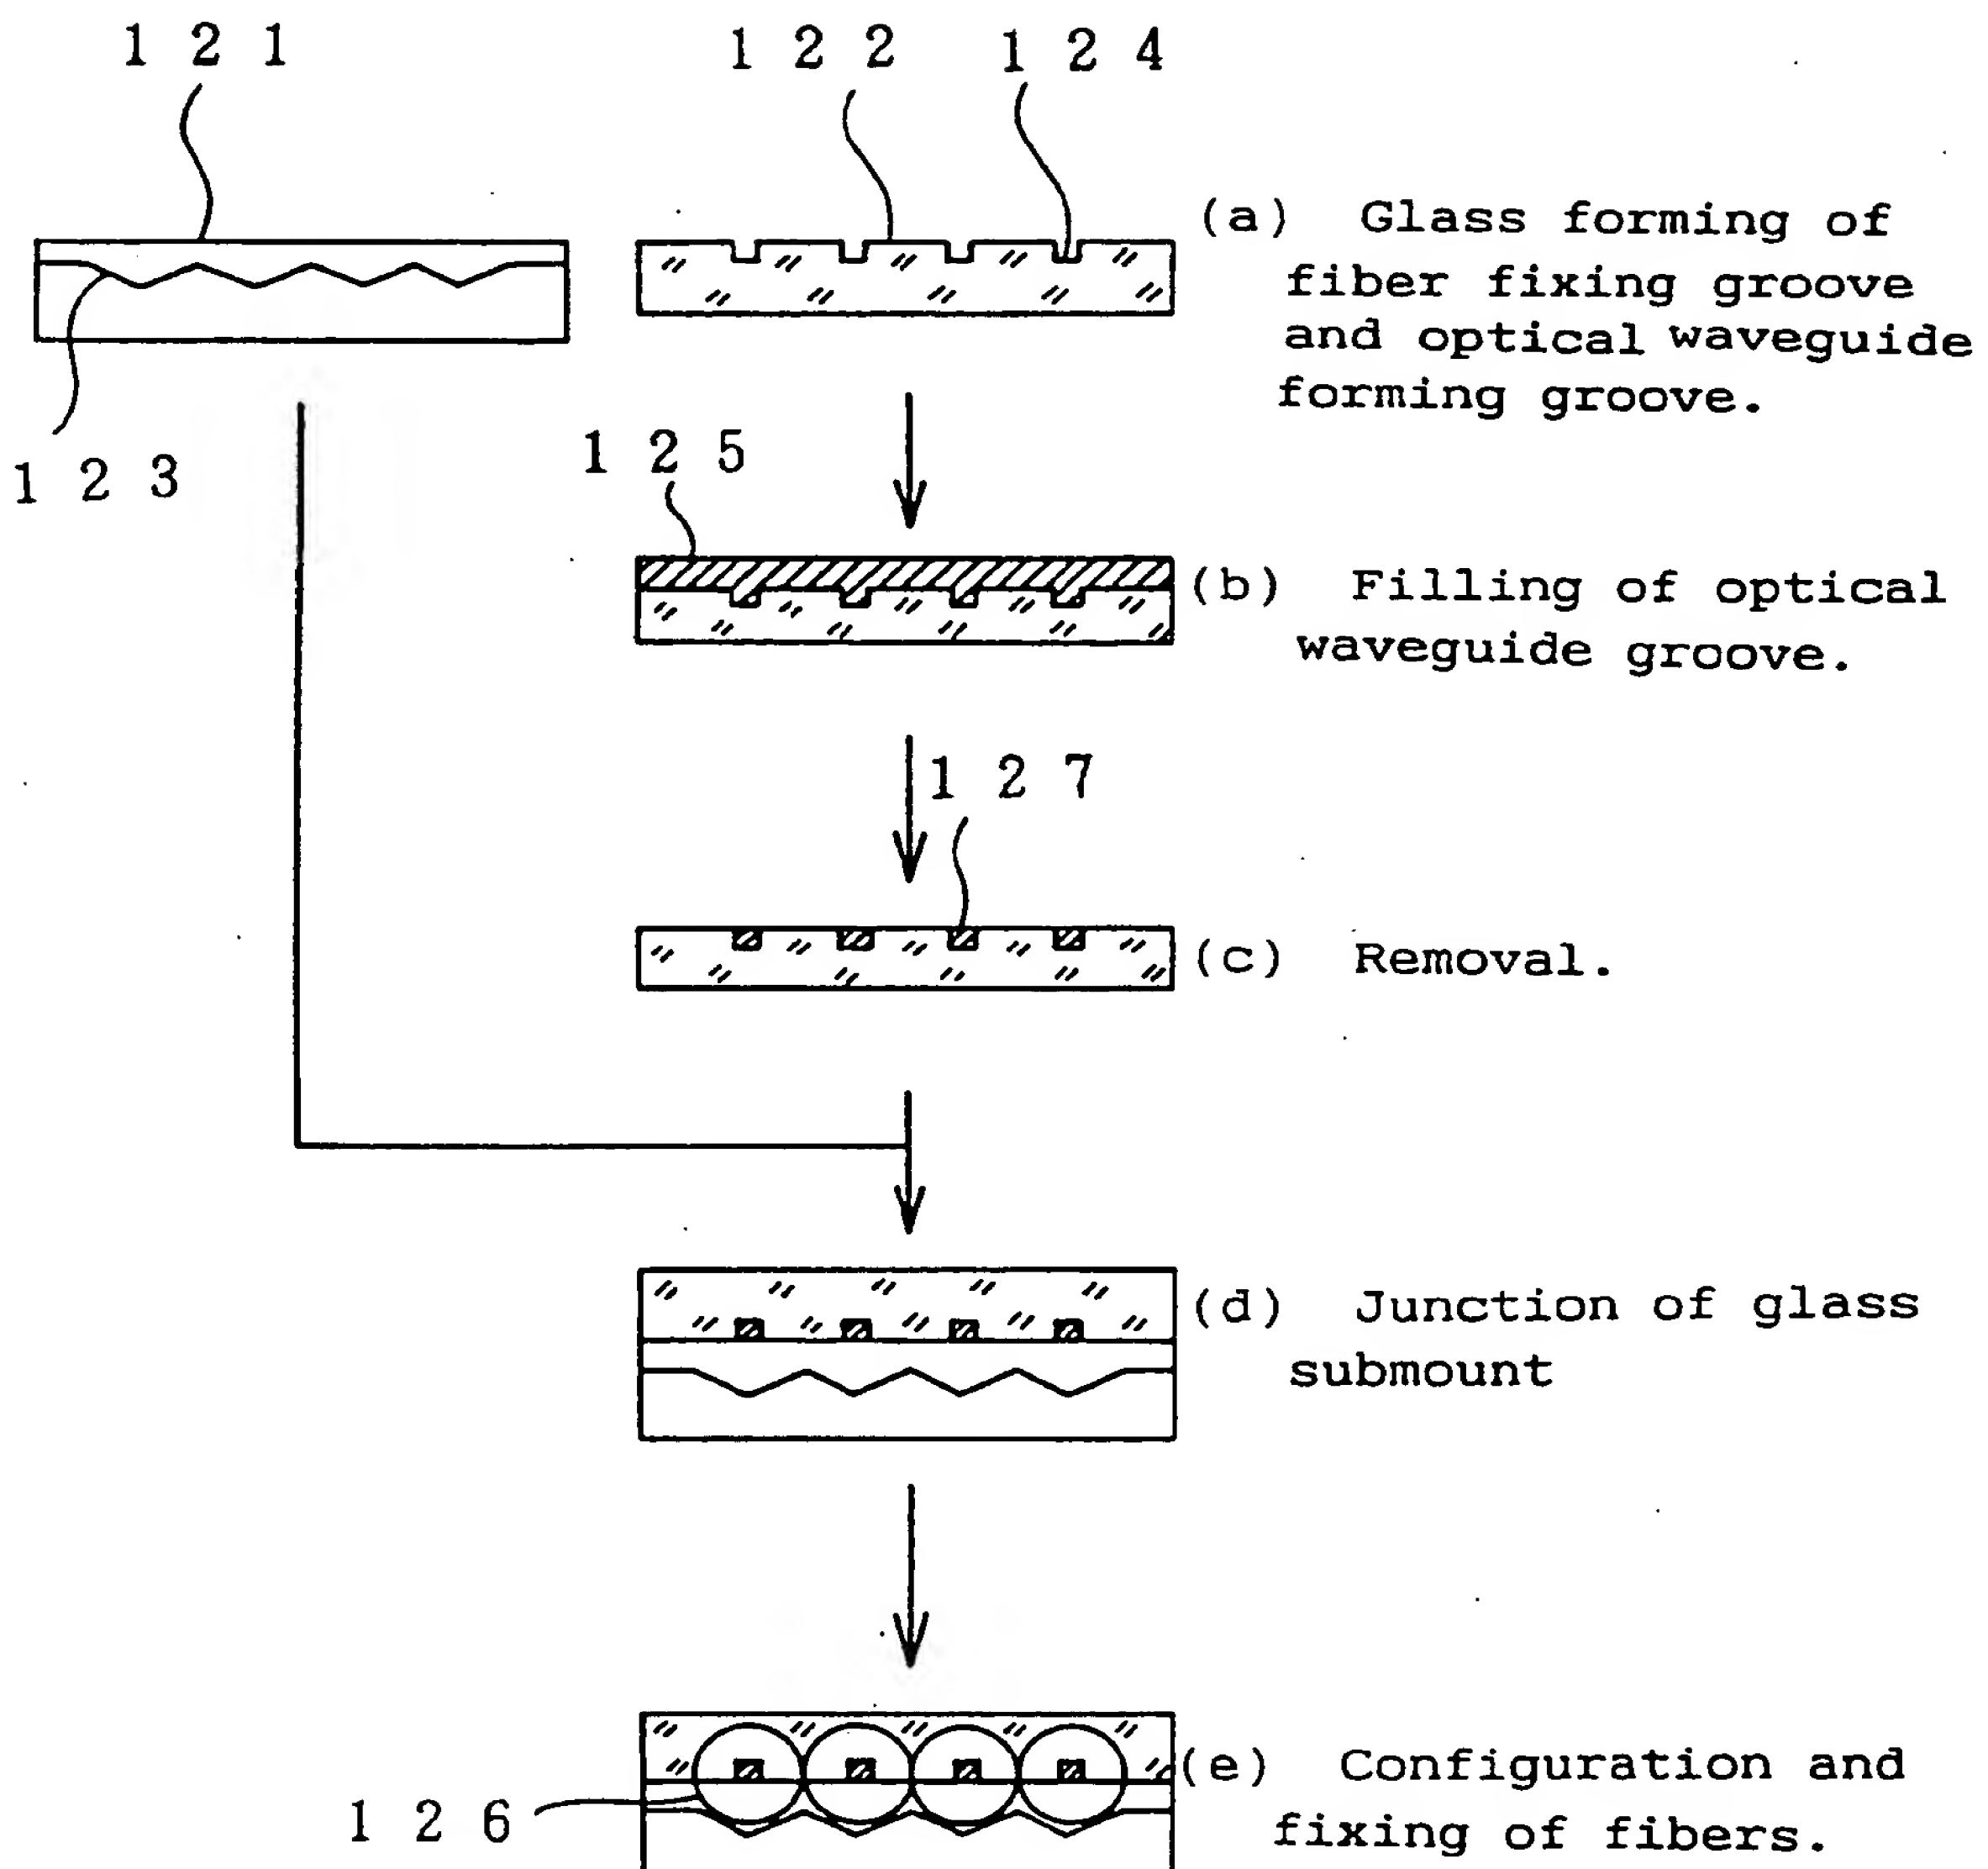 1 2 1
1 2 2
1 2 4
(a) Glass forming of
fiber fixing groove
and optical waveguide
forming groove.
1 2 3
1 2 5
(b) Filling of optical
waveguide groove.
1 2 7
(c) Removal.
(d) Junction of glass
submount
(e) Configuration and
fixing of fibers.
1 2 6